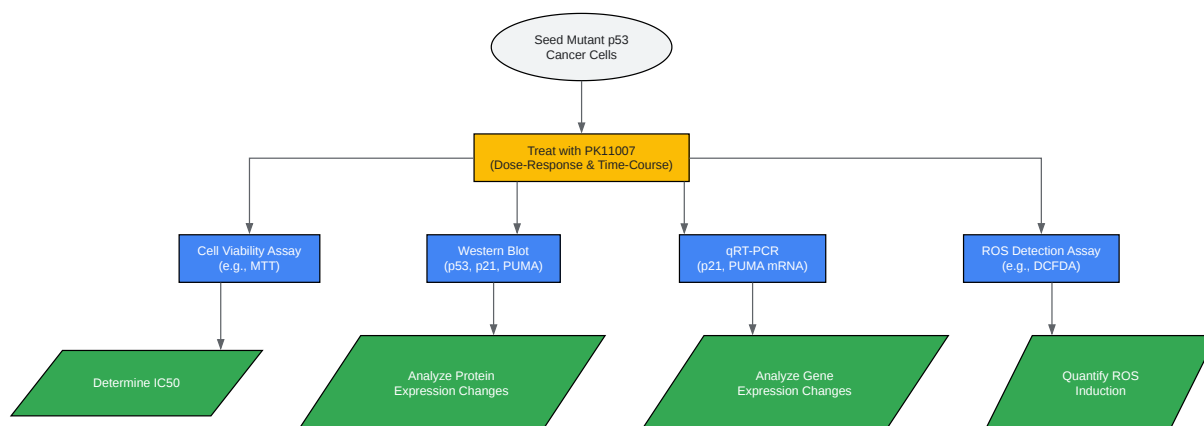 Seed Mutant p53
Cancer Cells
Treat with PK11007
(Dose-Response & Time-Course)
Cell Viability Assay
(e.g., MTT)
Western Blot
(p53, p21, PUMA)
qRT-PCR
(p21, PUMA mRNA)
ROS Detection Assay
(e.g., DCFDA)
Determine IC50
Analyze Protein
Expression Changes
Analyze Gene
Expression Changes
Quantify ROS
Induction